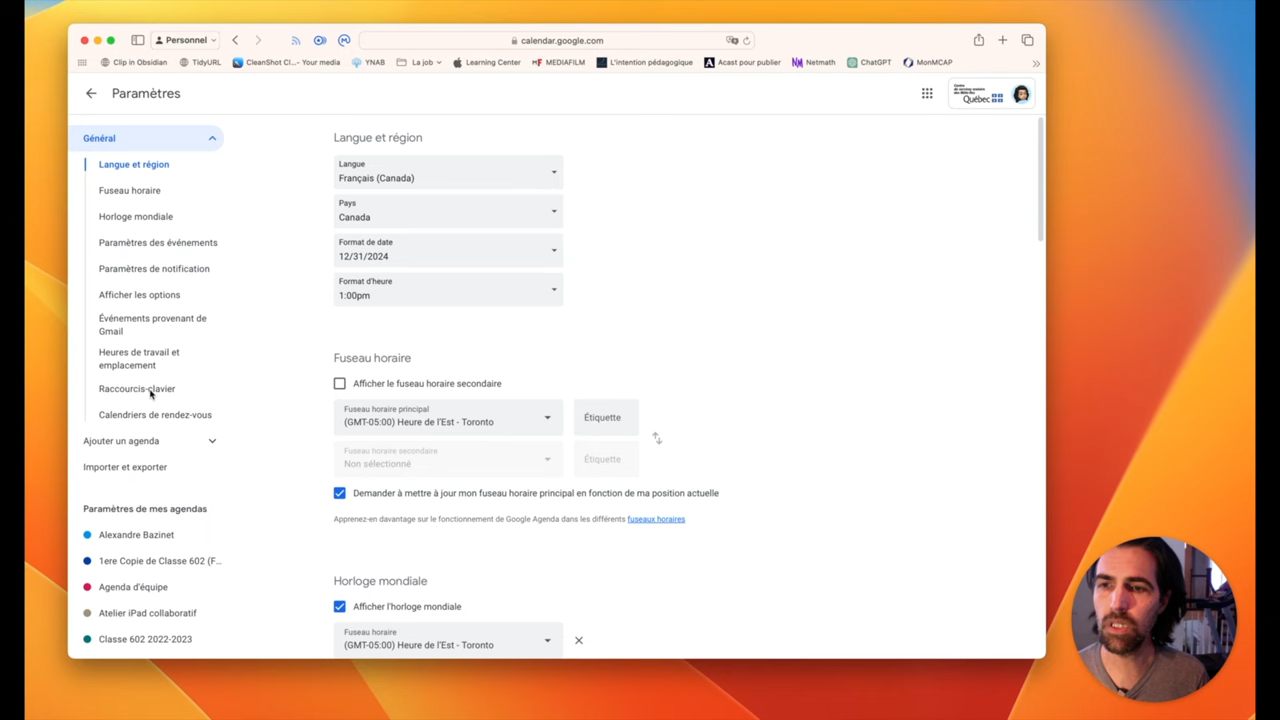 Personnel
calendar.google.com
Clip in Obsidian
TidyURL
CleanShot Cl... - Your media
YNAB
La job
Learning Center
MEDIAFILM
L'intention pédagogique
Acast pour publier
Netmath
ChatGPT
MonMCAP
Paramètres
Québec
Général
Langue et région
Fuseau horaire
Horloge mondiale
Paramètres des événements
Paramètres de notification
Afficher les options
Événements provenant de
Gmail
Heures de travail et
emplacement
Raccourcis-clavier
Calendriers de rendez-vous
Ajouter un agenda
Importer et exporter
Paramètres de mes agendas
Alexandre Bazinet
1ere Copie de Classe 602 (F...
Agenda d'équipe
Atelier iPad collaboratif
Classe 602 2022-2023
Langue et région
Langue
Français (Canada)
Pays
Canada
Format de date
12/31/2024
Format d'heure
1:00pm
Fuseau horaire
Afficher le fuseau horaire secondaire
Fuseau horaire principal
(GMT-05:00) Heure de l'Est - Toronto
Étiquette
Fuseau horaire secondaire
Non sélectionné
Étiquette
Demander à mettre à jour mon fuseau horaire principal en fonction de ma position actuelle
Apprenez-en davantage sur le fonctionnement de Google Agenda dans les différents fuseaux horaires
Horloge mondiale
Afficher l'horloge mondiale
Fuseau horaire
(GMT-05:00) Heure de l'Est - Toronto